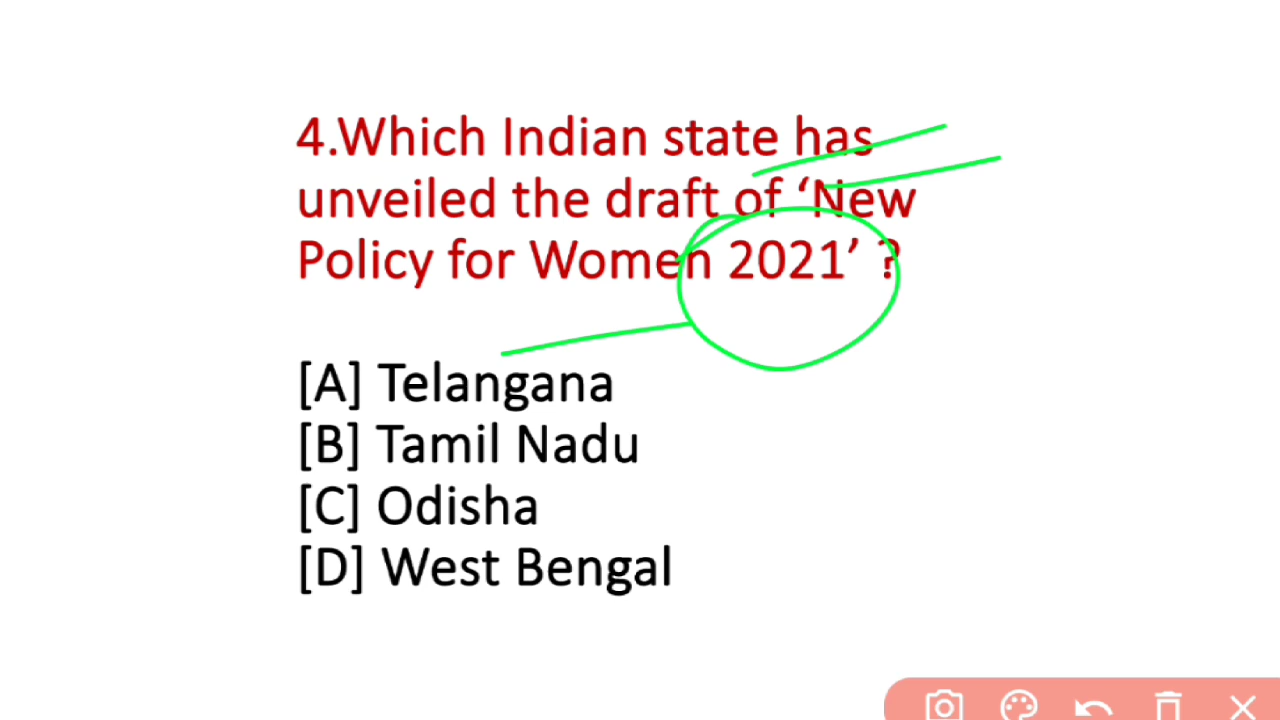 4.Which Indian state has
unveiled the draft of ‘New
Policy for Women 2021’ ?
[A] Telangana
[B] Tamil Nadu
[C] Odisha
[D] West Bengal